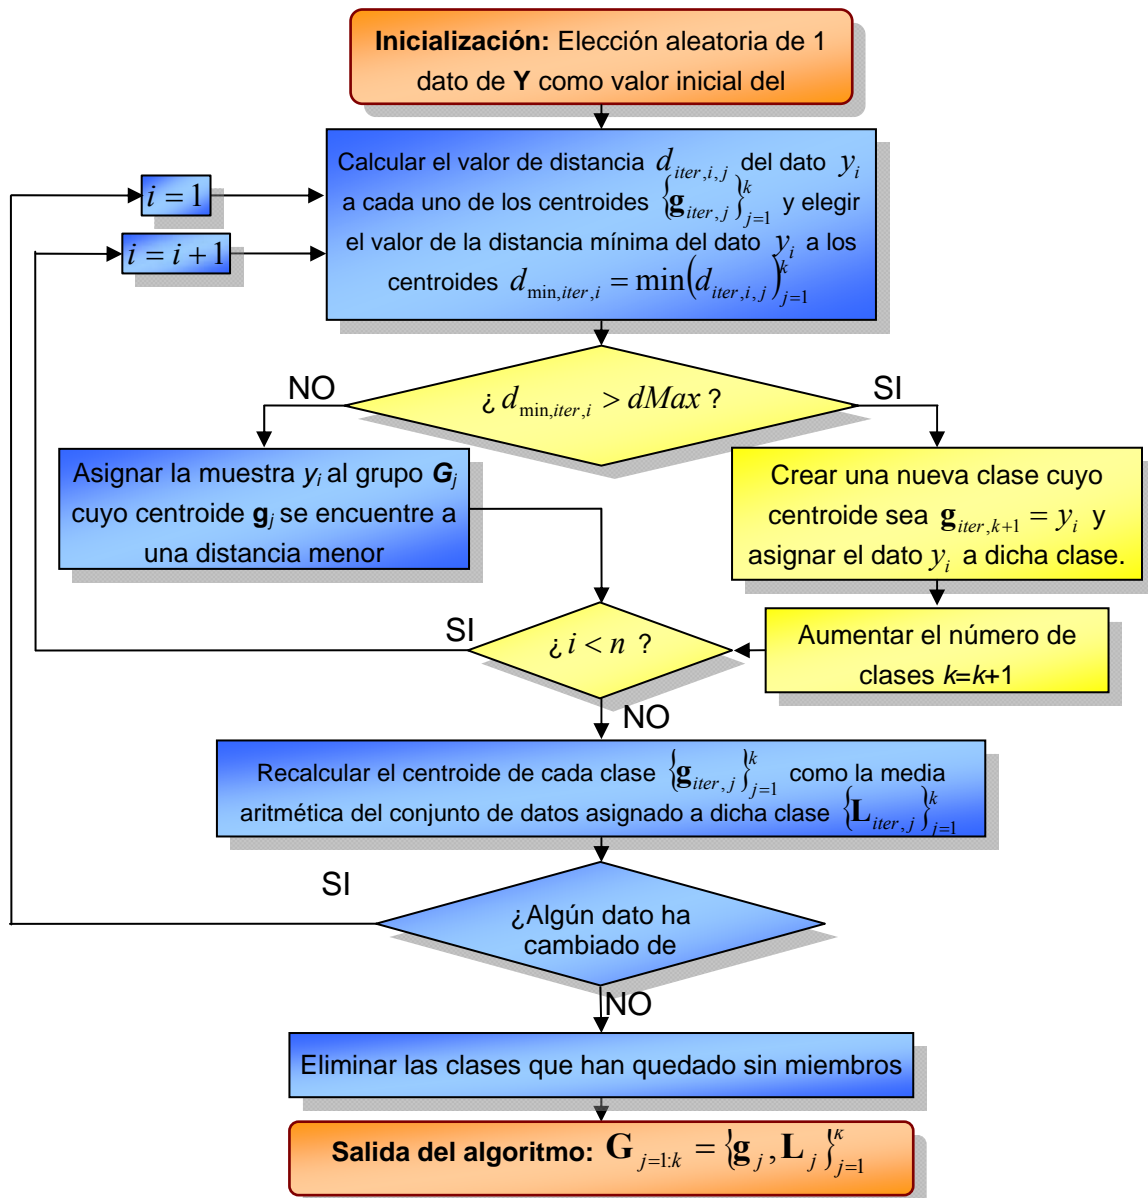 Inicialización: Elección aleatoria de 1
dato de Y como valor inicial del
Calcular el valor de distancia d_{iter,i,j} del dato y_i
a cada uno de los centroides {g_{iter,j}}_{j=1}^k y elegir
el valor de la distancia mínima del dato y_i a los
centroides d_{min,iter,i} = min(d_{iter,i,j})_{j=1}^k
i = 1
i = i + 1
NO
¿ d_{min,iter,i} > dMax ?
SI
Asignar la muestra y_i al grupo G_j
cuyo centroide g_j se encuentre a
una distancia menor
Crear una nueva clase cuyo
centroide sea g_{iter,k+1} = y_i y
asignar el dato y_i a dicha clase.
SI
¿ i < n ?
Aumentar el número de
clases k=k+1
NO
Recalcular el centroide de cada clase {g_{iter,j}}_{j=1}^k como la media
aritmética del conjunto de datos asignado a dicha clase {L_{iter,j}}_{j=1}^k
SI
¿Algún dato ha
cambiado de
NO
Eliminar las clases que han quedado sin miembros
Salida del algoritmo: G_{j=1:k} = {g_j, L_j}_{j=1}^κ